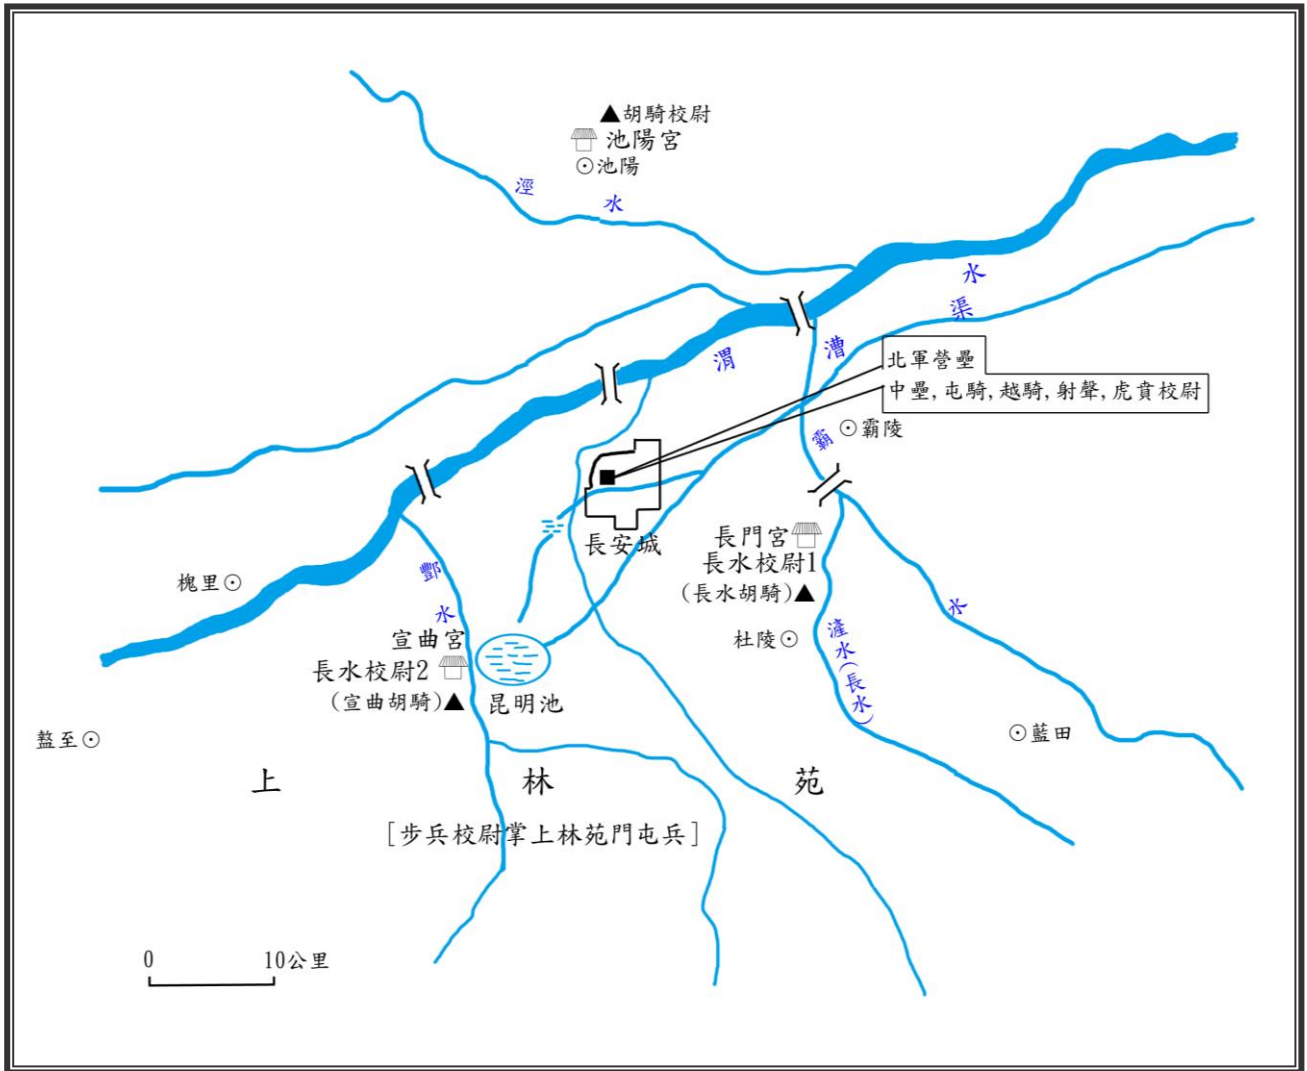 ▲胡騎校尉
池陽宮
⊙池陽
涇水
渭水
漕渠
北軍營壘
中壘,屯騎,越騎,射聲,虎賁校尉
霸水
⊙霸陵
長安城
長門宮
長水校尉1
(長水胡騎)▲
杜陵⊙
滻水(長水)
⊙藍田
槐里⊙
酆水
宣曲宮
長水校尉2
(宣曲胡騎)▲
昆明池
盩至⊙
上林苑
[步兵校尉掌上林苑門屯兵]
0 10公里